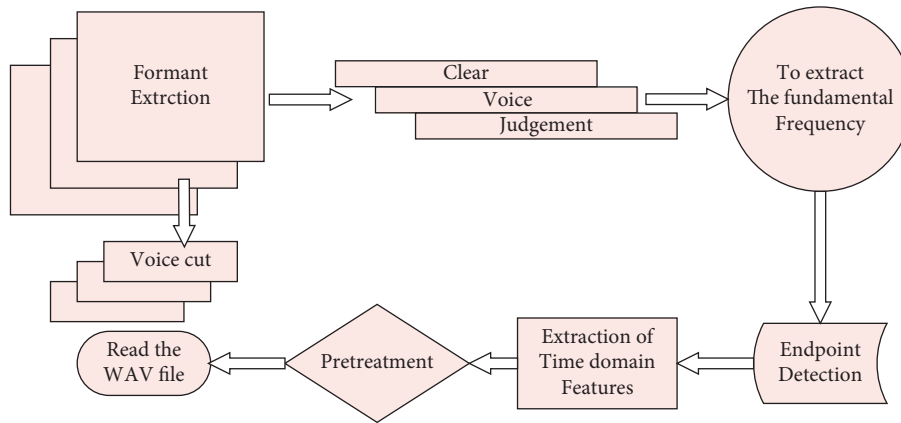 Formant
Extrction
Clear
Voice
Judgement
To extract
The fundamental
Frequency
Voice cut
Read the
WAV file
Pretreatment
Extraction of
Time domain
Features
Endpoint
Detection